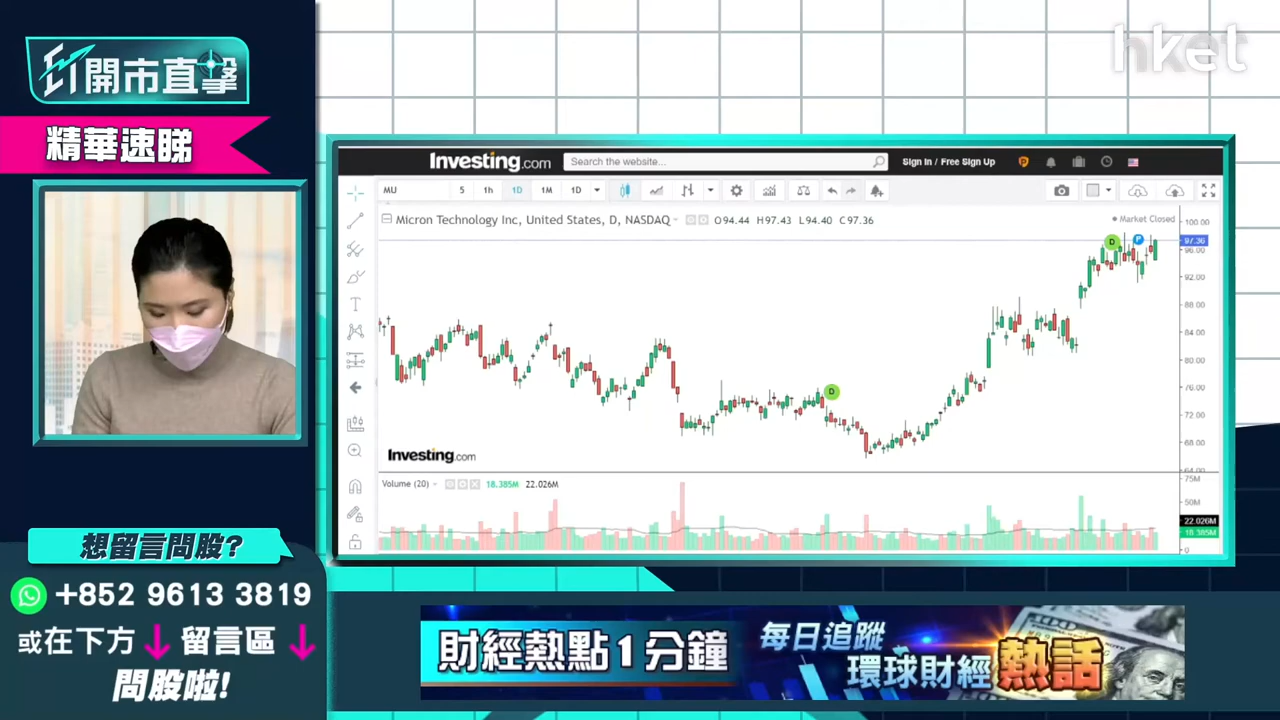 hket
ET開市直擊
精華速睇
Investing.com
Search the website...
Sign In / Free Sign Up
MU
5
1h
1D
1M
1D
Micron Technology Inc, United States, D, NASDAQ
O94.44 H97.43 L94.40 C97.36
Market Closed
100.00
97.36
96.00
92.00
88.00
84.00
80.00
76.00
72.00
68.00
64.00
D
P
D
Investing.com
Volume (20)
18.385M
22.026M
75M
50M
22.026M
18.385M
0
想留言問股?
+852 9613 3819
或在下方 留言區
問股啦!
財經熱點1分鐘
每日追蹤
環球財經熱話